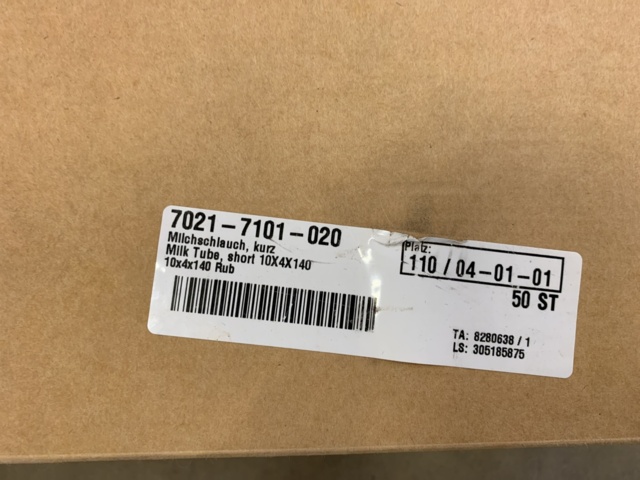 7021-7101-020
Milchschlauch, kurz
Milk Tube, short 10X4X140
10x4x140 Rub
Platz:
110 / 04-01-01
50 ST
TA: 8280638 / 1
LS: 305185875